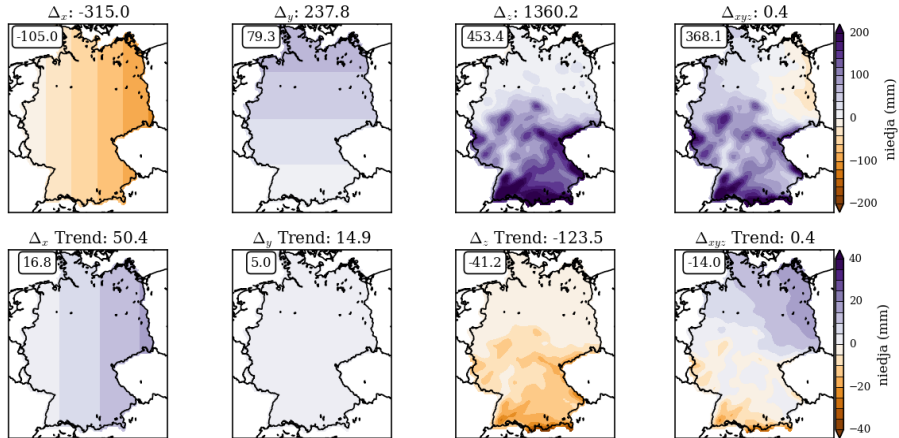 Δx: -315.0
Δy: 237.8
Δz: 1360.2
Δxyz: 0.4
-105.0
79.3
453.4
368.1
200
100
0
−100
−200
niedja (mm)
Δx Trend: 50.4
Δy Trend: 14.9
Δz Trend: -123.5
Δxyz Trend: 0.4
16.8
5.0
-41.2
-14.0
40
20
0
−20
−40
niedja (mm)